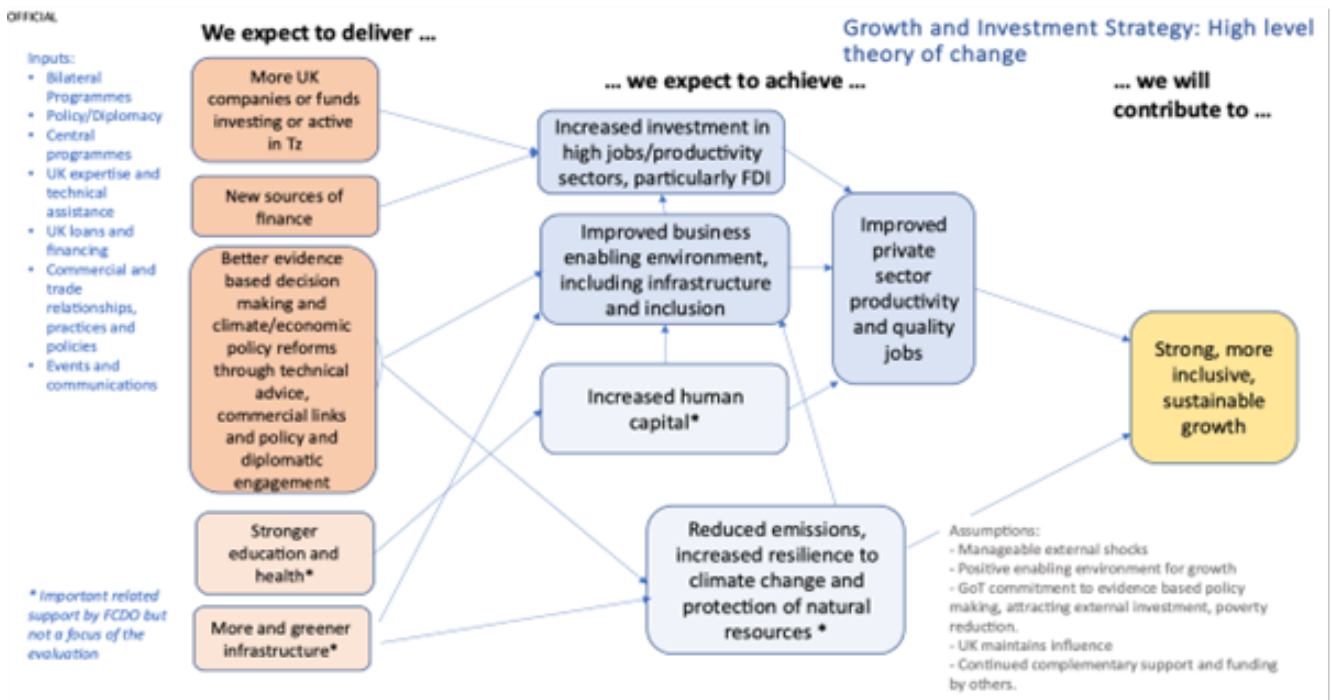 OFFICIAL
We expect to deliver ...
Growth and Investment Strategy: High level
theory of change
... we expect to achieve ...
... we will
contribute to ...
Inputs:
• Bilateral
Programmes
• Policy/Diplomacy
• Central
programmes
• UK expertise and
technical
assistance
• UK loans and
financing
• Commercial and
trade
relationships,
practices and
policies
• Events and
communications
* Important related
support by FCDO but
not a focus of the
evaluation
More UK
companies or funds
investing or active
in Tz
New sources of
finance
Better evidence
based decision
making and
climate/economic
policy reforms
through technical
advice,
commercial links
and policy and
diplomatic
engagement
Stronger
education and
health*
More and greener
infrastructure*
Increased investment in
high jobs/productivity
sectors, particularly FDI
Improved business
enabling environment,
including infrastructure
and inclusion
Increased human
capital*
Reduced emissions,
increased resilience to
climate change and
protection of natural
resources *
Improved
private
sector
productivity
and quality
jobs
Strong, more
inclusive,
sustainable
growth
Assumptions:
- Manageable external shocks
- Positive enabling environment for growth
- GoT commitment to evidence based policy
making, attracting external investment, poverty
reduction.
- UK maintains influence
- Continued complementary support and funding
by others.